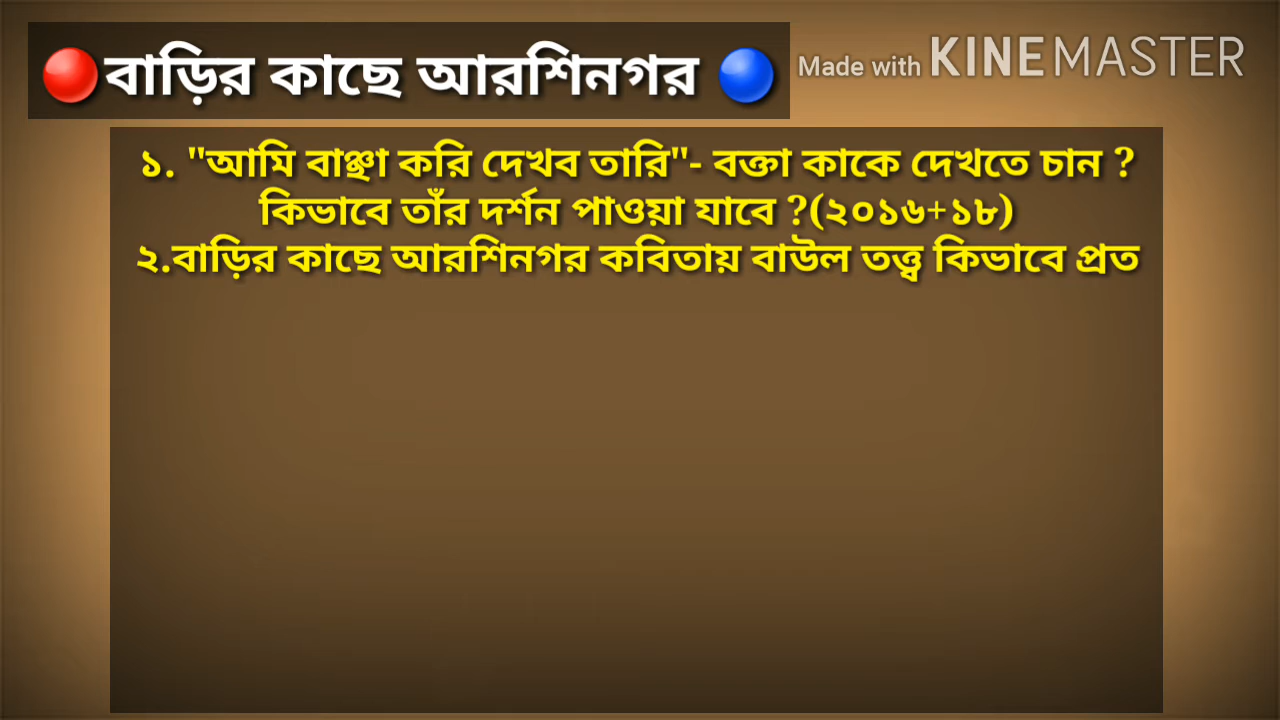 বাড়ির কাছে আরশিনগর
Made with KINEMASTER
১. "আমি বাঞ্ছা করি দেখব তারি"- বক্তা কাকে দেখতে চান ?
কিভাবে তাঁর দর্শন পাওয়া যাবে ?(২০১৬+১৮)
২.বাড়ির কাছে আরশিনগর কবিতায় বাউল তত্ত্ব কিভাবে প্রত